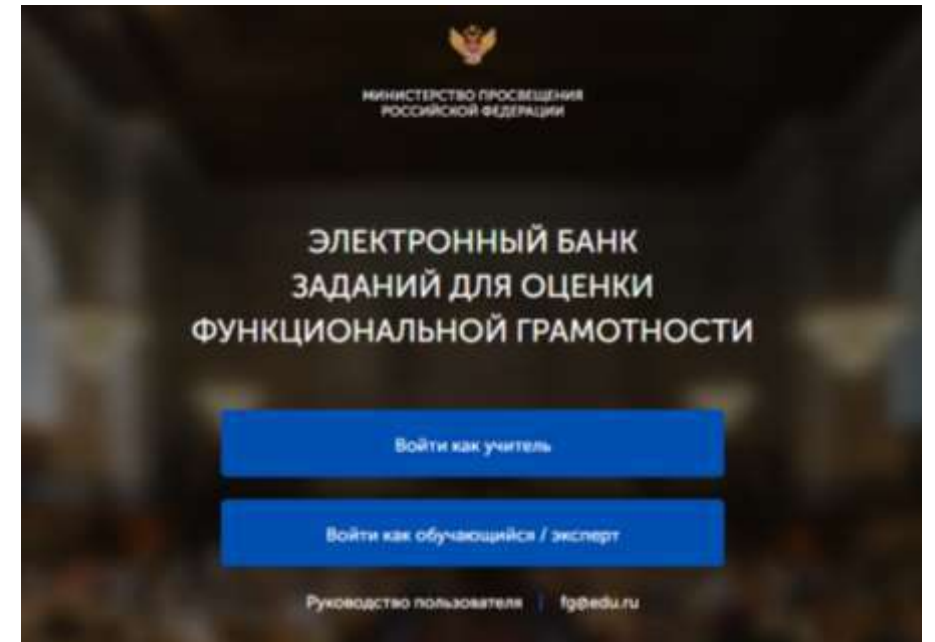 МИНИСТЕРСТВО ПРОСВЕЩЕНИЯ
РОССИЙСКОЙ ФЕДЕРАЦИИ
ЭЛЕКТРОННЫЙ БАНК
ЗАДАНИЙ ДЛЯ ОЦЕНКИ
ФУНКЦИОНАЛЬНОЙ ГРАМОТНОСТИ
Войти как учитель
Войти как обучающийся / эксперт
Руководство пользователя | fg@edu.ru